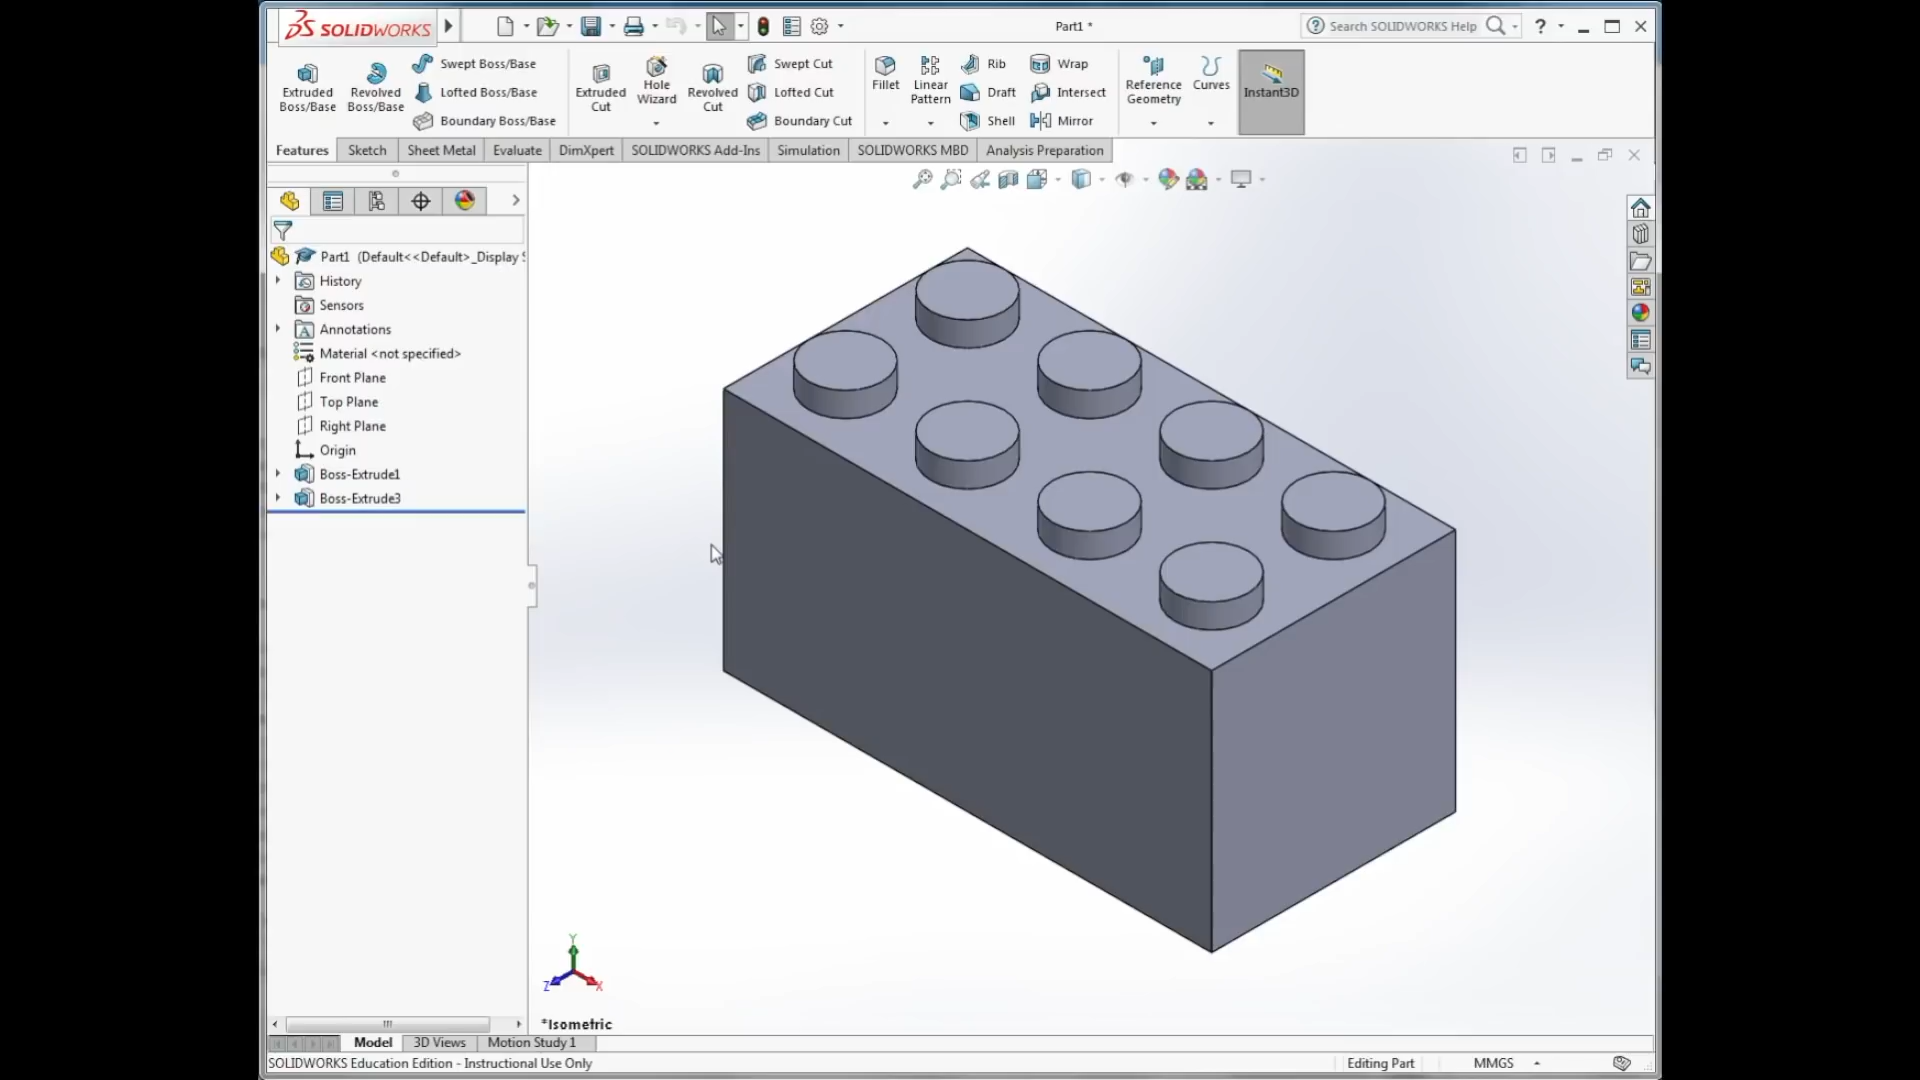 SOLIDWORKS
Part1 *
Search SOLIDWORKS Help
?
Extruded Boss/Base
Revolved Boss/Base
Swept Boss/Base
Lofted Boss/Base
Boundary Boss/Base
Extruded Cut
Hole Wizard
Revolved Cut
Swept Cut
Lofted Cut
Boundary Cut
Fillet
Linear Pattern
Rib
Draft
Shell
Wrap
Intersect
Mirror
Reference Geometry
Curves
Instant3D
Features
Sketch
Sheet Metal
Evaluate
DimXpert
SOLIDWORKS Add-Ins
Simulation
SOLIDWORKS MBD
Analysis Preparation
Part1 (Default<<Default>_Display S
History
Sensors
Annotations
Material <not specified>
Front Plane
Top Plane
Right Plane
Origin
Boss-Extrude1
Boss-Extrude3
Y
Z
X
*Isometric
Model
3D Views
Motion Study 1
SOLIDWORKS Education Edition - Instructional Use Only
Editing Part
MMGS